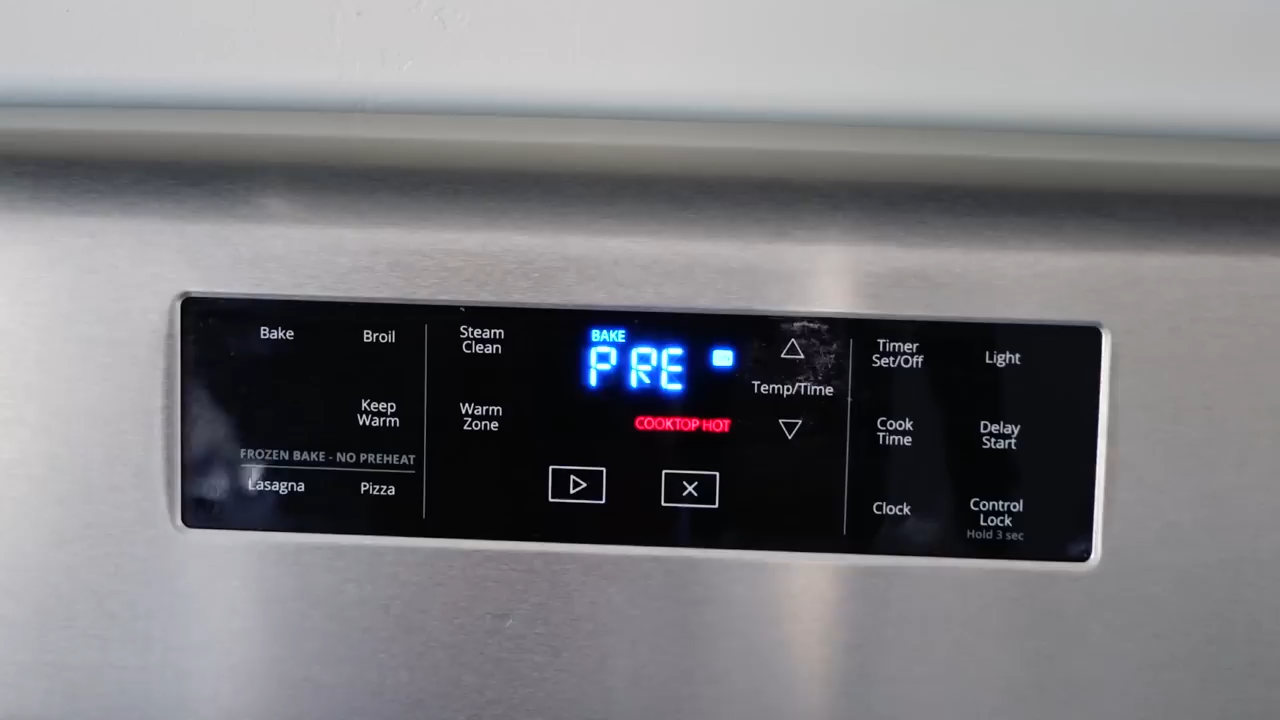 Bake
Broil
Keep
Warm
FROZEN BAKE - NO PREHEAT
Lasagna
Pizza
Steam
Clean
Warm
Zone
BAKE
PRE
COOKTOP HOT
Temp/Time
Timer
Set/Off
Light
Cook
Time
Delay
Start
Clock
Control
Lock
Hold 3 sec